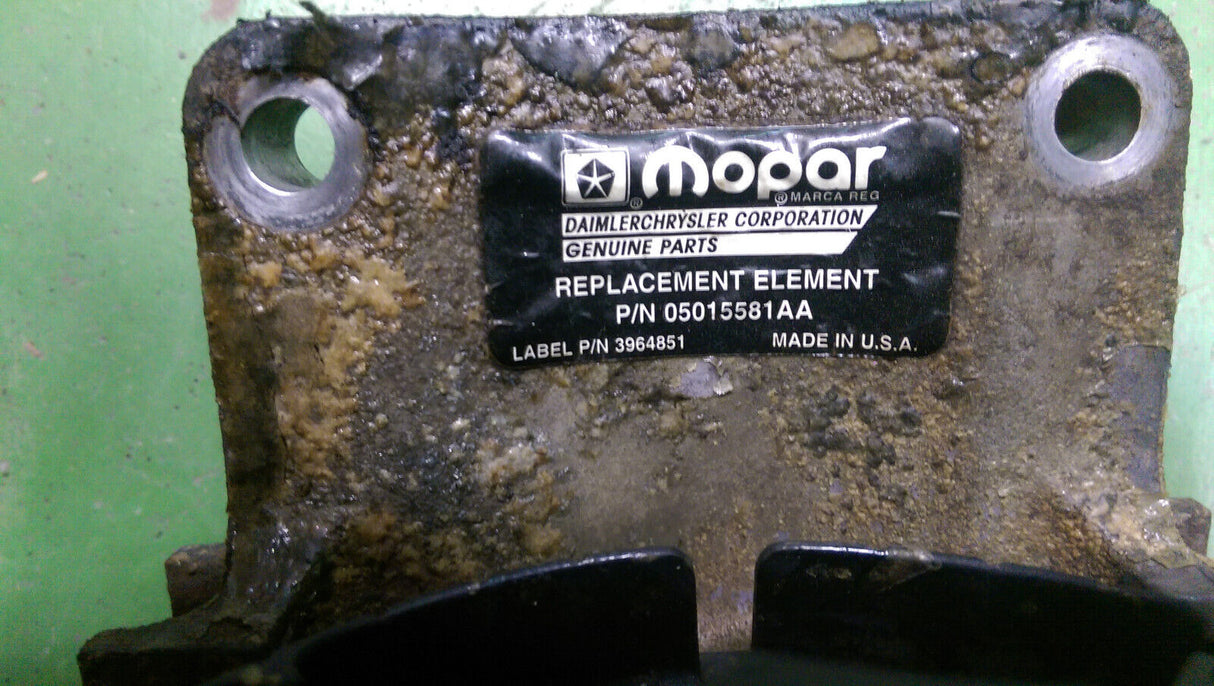 mopar
® ® MARCA REG
DAIMLERCHRYSLER CORPORATION
GENUINE PARTS
REPLACEMENT ELEMENT
P/N 05015581AA
LABEL P/N 3964851 MADE IN U.S.A.